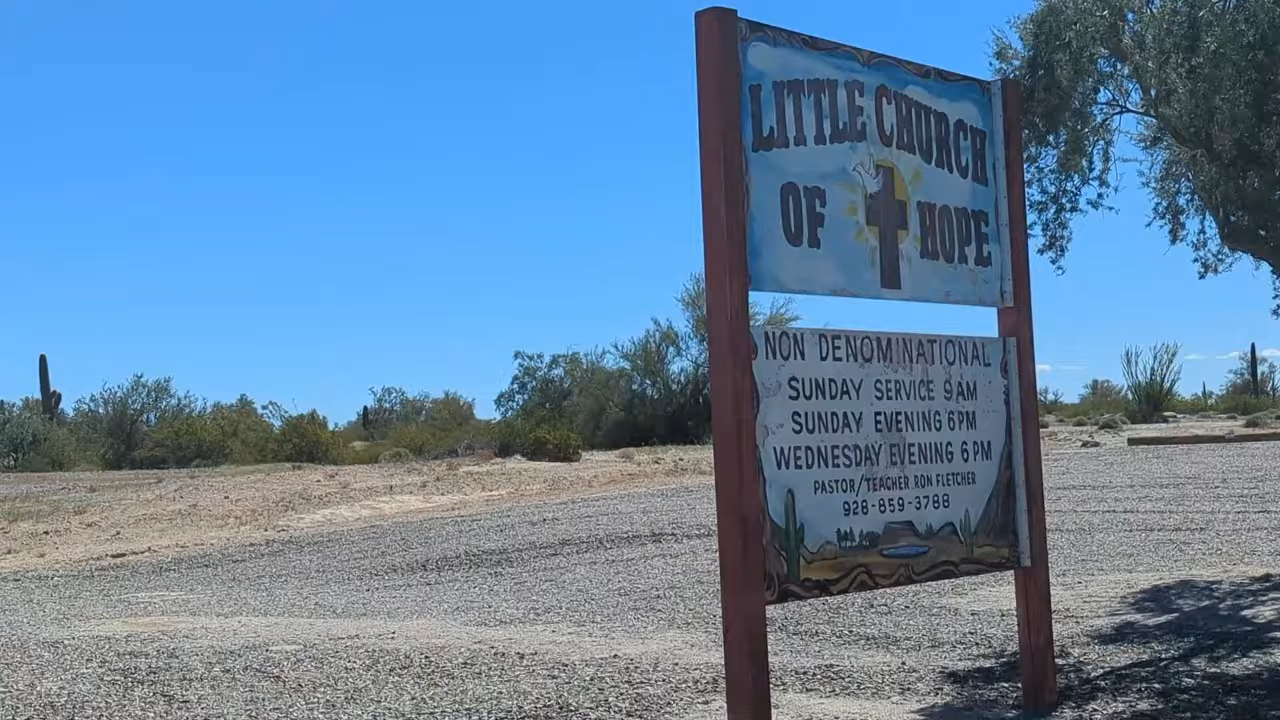 LITTLE CHURCH
OF HOPE
NON DENOMINATIONAL
SUNDAY SERVICE 9AM
SUNDAY EVENING 6PM
WEDNESDAY EVENING 6PM
PASTOR/TEACHER RON FLETCHER
928-859-3788